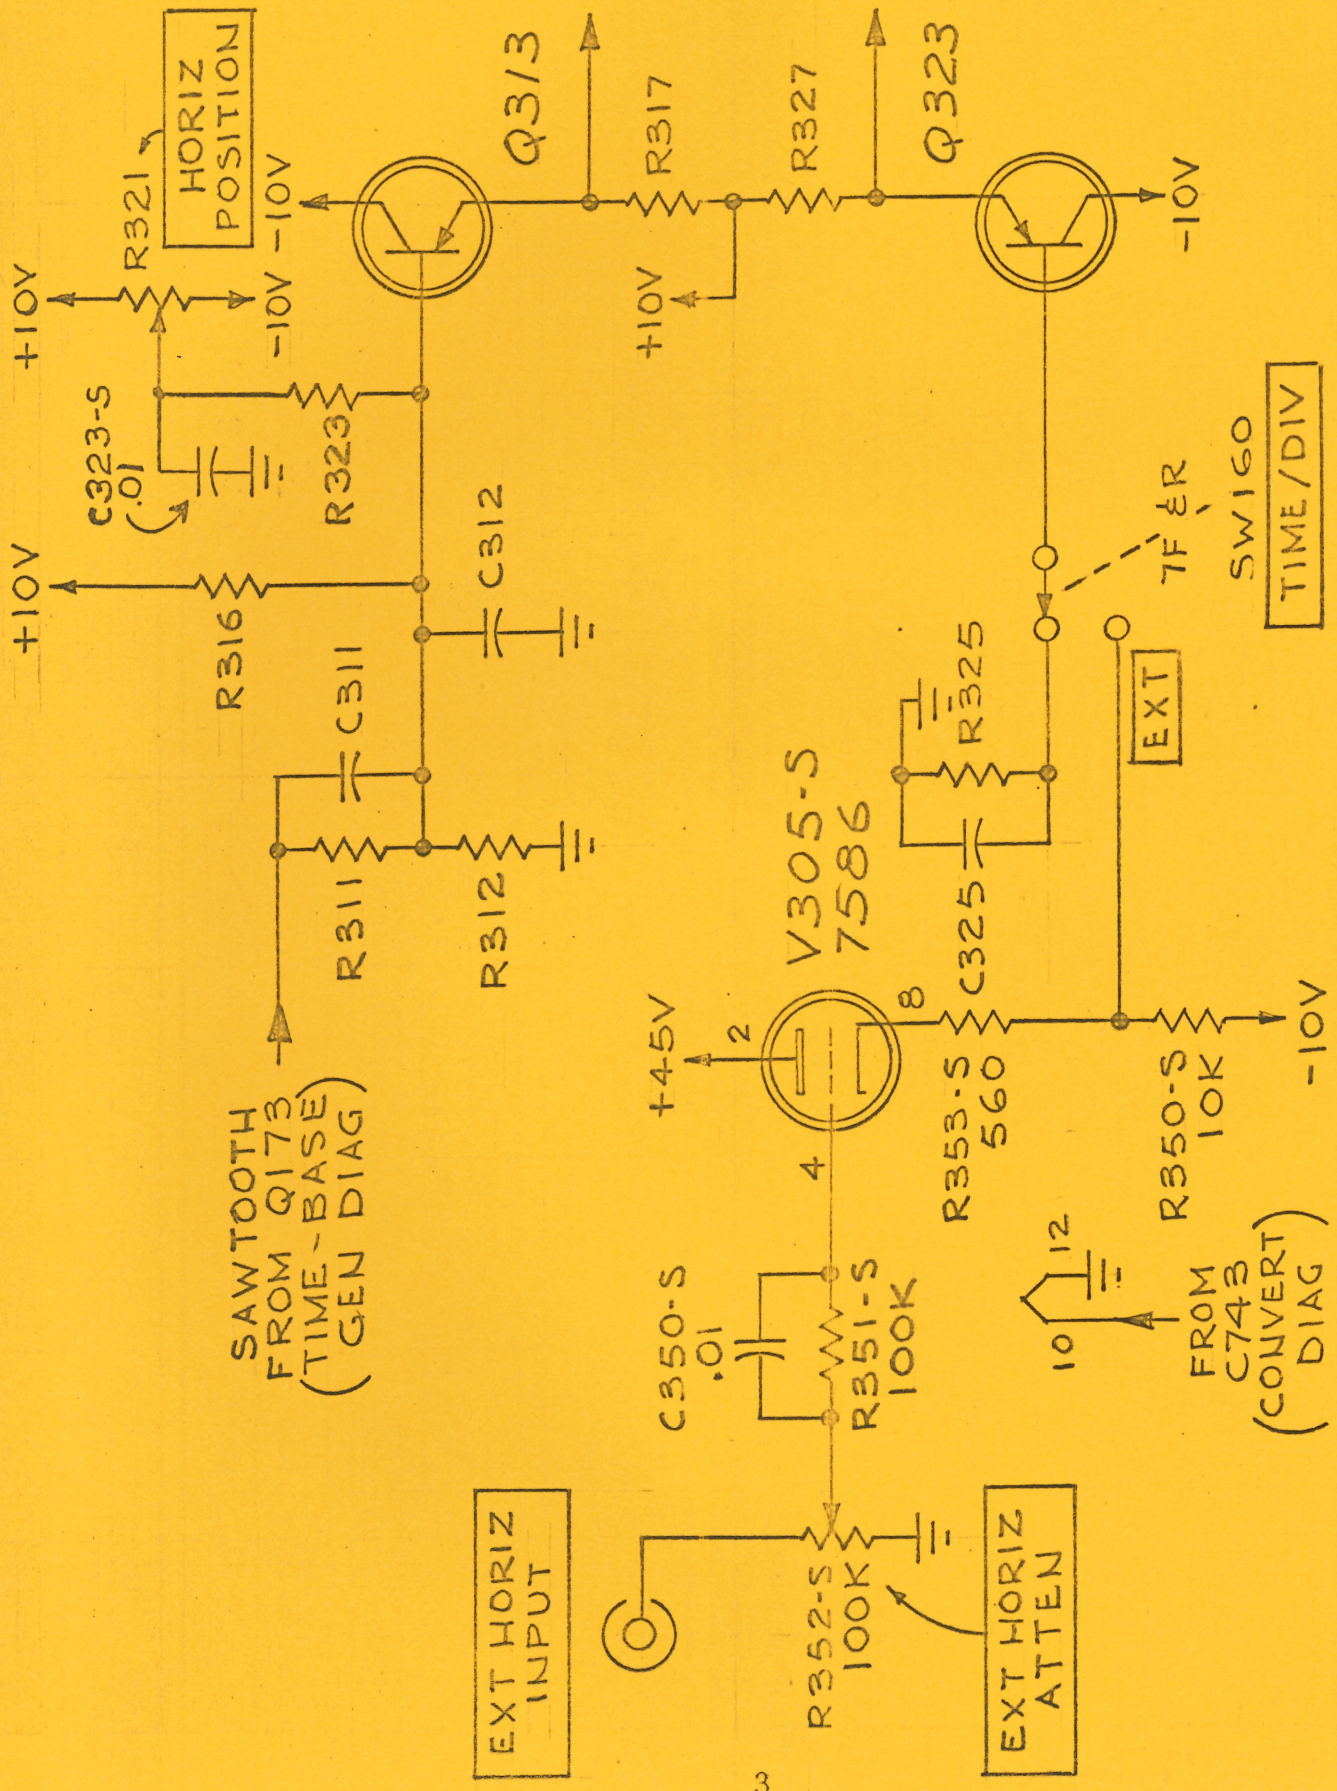 +10V
R321
HORIZ
POSITION
-10V
-10V
C323-S
.01
R323
+10V
R316
C311
C312
R311
R312
SAWTOOTH
FROM Q173
(TIME-BASE)
GEN DIAG
Q313
R317
+10V
R327
Q323
-10V
7F &R
SW160
TIME/DIV
EXT
R325
C325
V305-S
7586
+45V
2
4
8
R353-S
560
R350-S
10K
-10V
C350-S
.01
R351-S
100K
10
12
FROM
C743
(CONVERT)
DIAG
EXT HORIZ
INPUT
R352-S
100K
EXT HORIZ
ATTEN
3